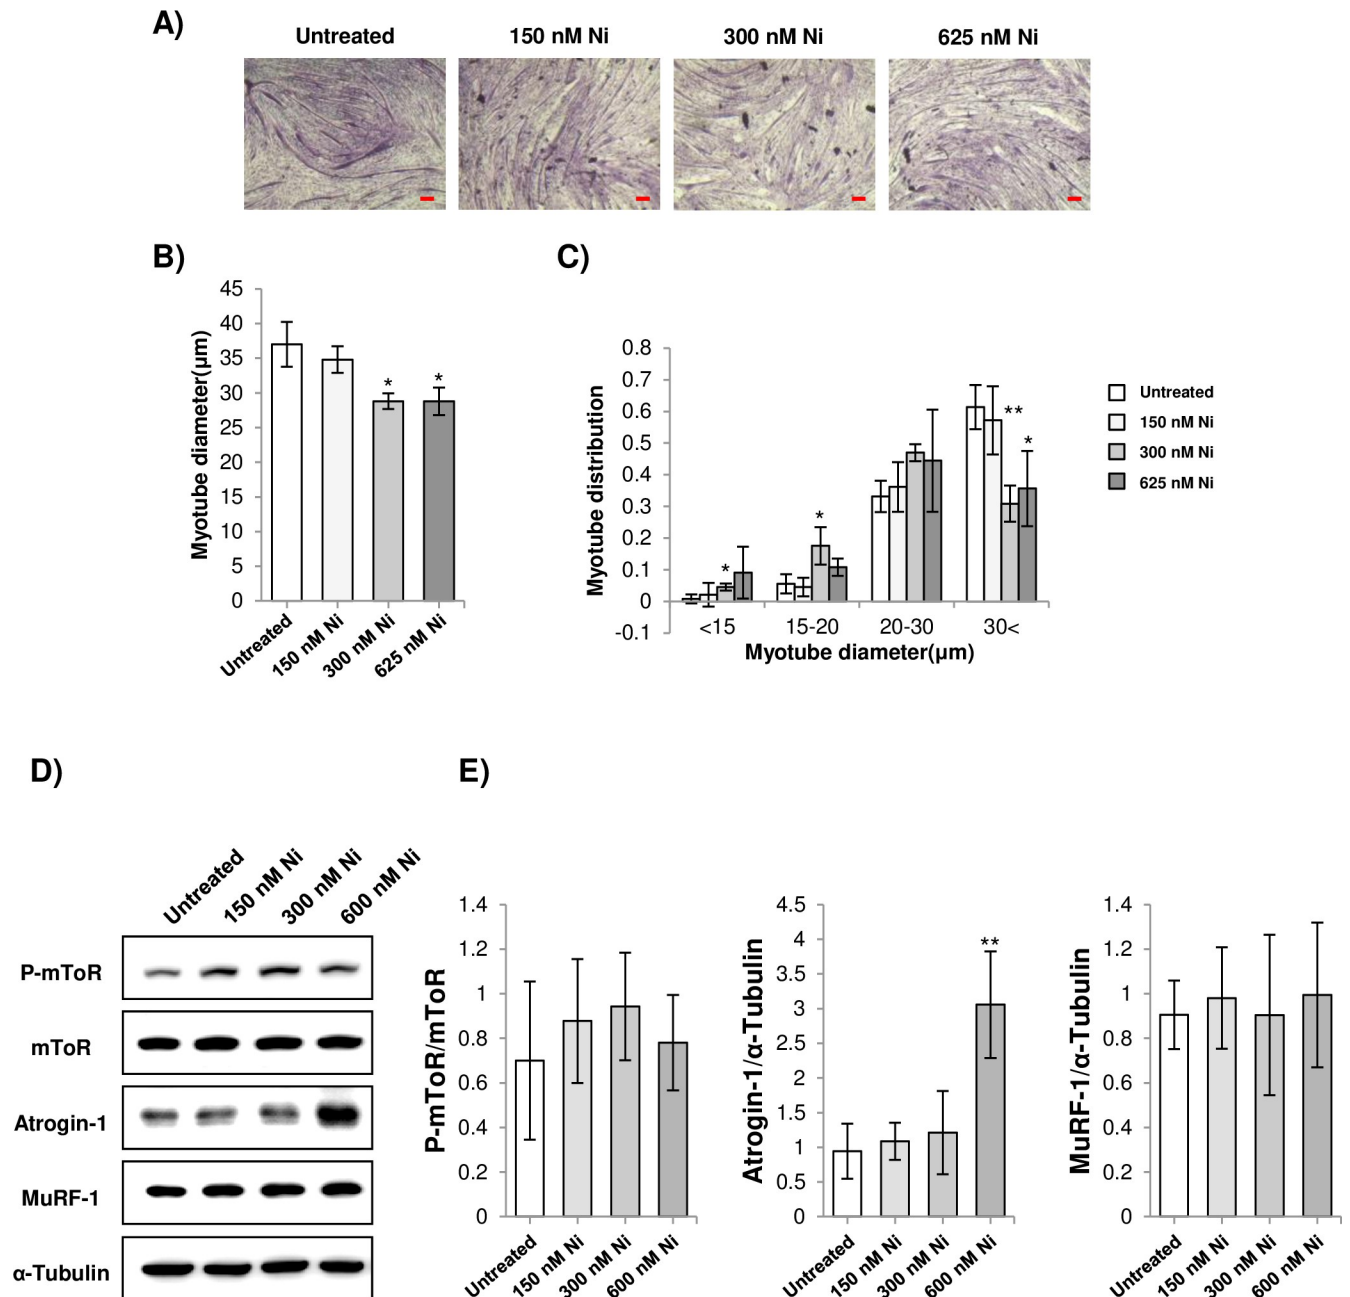 A)
Untreated
150 nM Ni
300 nM Ni
625 nM Ni
B)
45
40
35
30
25
20
15
10
5
0
Myotube diameter(μm)
*
*
Untreated
150 nM Ni
300 nM Ni
625 nM Ni
C)
0.8
0.7
0.6
0.5
0.4
0.3
0.2
0.1
0
-0.1
Myotube distribution
*
*
**
*
<15
15-20
20-30
30<
Myotube diameter(μm)
Untreated
150 nM Ni
300 nM Ni
625 nM Ni
D)
Untreated
150 nM Ni
300 nM Ni
600 nM Ni
P-mToR
mToR
Atrogin-1
MuRF-1
α-Tubulin
E)
1.4
1.2
1
0.8
0.6
0.4
0.2
0
P-mToR/mToR
Untreated
150 nM Ni
300 nM Ni
600 nM Ni
4.5
4
3.5
3
2.5
2
1.5
1
0.5
0
Atrogin-1/α-Tubulin
**
Untreated
150 nM Ni
300 nM Ni
600 nM Ni
1.4
1.2
1
0.8
0.6
0.4
0.2
0
MuRF-1/α-Tubulin
Untreated
150 nM Ni
300 nM Ni
600 nM Ni